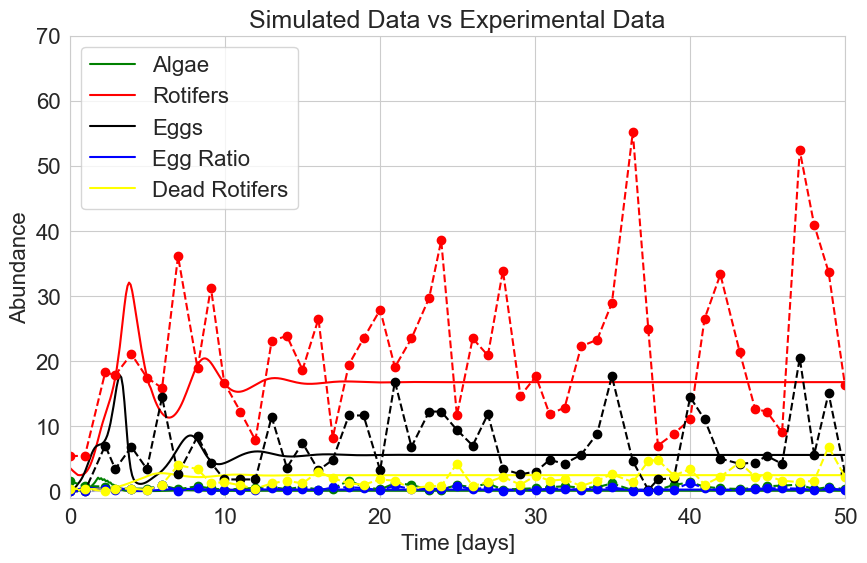 Simulated Data vs Experimental Data
70
60
50
40
30
20
10
0
Abundance
Algae
Rotifers
Eggs
Egg Ratio
Dead Rotifers
0 10 20 30 40 50
Time [days]